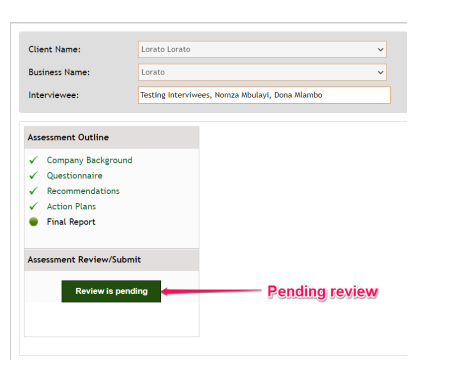 Client Name: Lorato Lorato
Business Name: Lorato
Interviewee: Testing Interviwees, Nomza Mbulayi, Dona Mlambo
Assessment Outline
Company Background
Questionnaire
Recommendations
Action Plans
Final Report
Assessment Review/Submit
Review is pending Pending review